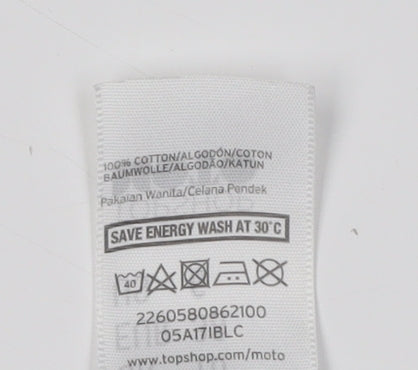 100% COTTON/ALGODÓN/COTON
BAUMWOLLE/ALGODÃO/KATUN
Pakaian Wanita/Celana Pendek
SAVE ENERGY WASH AT 30°C
40
2260580862100
05A17IBLC
www.topshop.com/moto